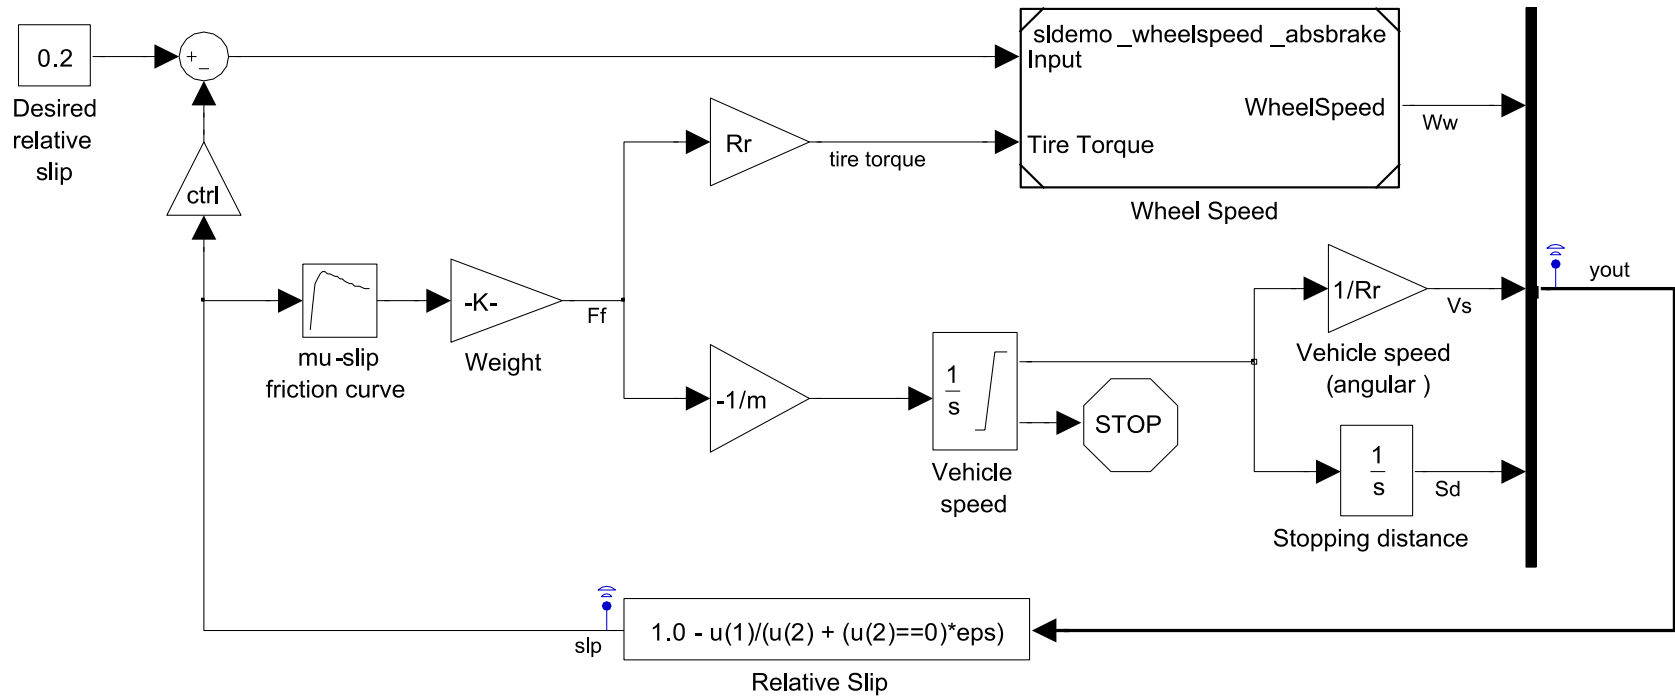 0.2
Desired
relative
slip
+
_
ctrl
sldemo _wheelspeed _absbrake
Input
WheelSpeed
Tire Torque
Wheel Speed
Ww
Rr
tire torque
mu-slip
friction curve
-K-
Weight
Ff
-1/m
1
s
Vehicle
speed
STOP
1/Rr
Vehicle speed
(angular )
Vs
1
s
Sd
Stopping distance
yout
slp
1.0 - u(1)/(u(2) + (u(2)==0)*eps)
Relative Slip